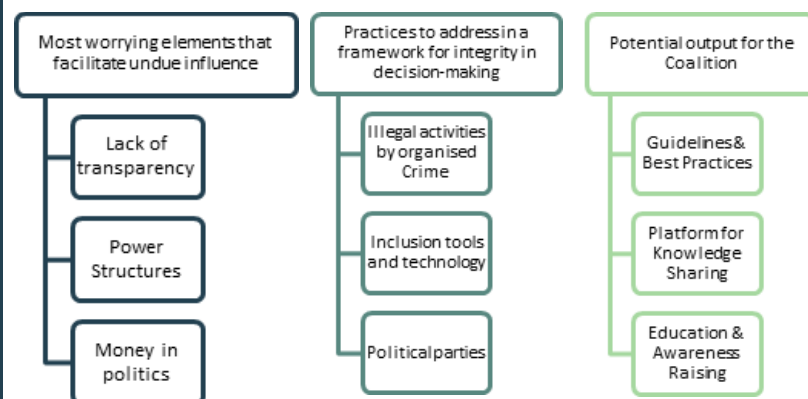 Most worrying elements that
facilitate undue influence
Lack of
transparency
Power
Structures
Money in
politics
Practices to address in a
framework for integrity in
decision-making
Illegal activities
by organised
Crime
Inclusion tools
and technology
Political parties
Potential output for the
Coalition
Guidelines &
Best Practices
Platform for
Knowledge
Sharing
Education &
Awareness
Raising